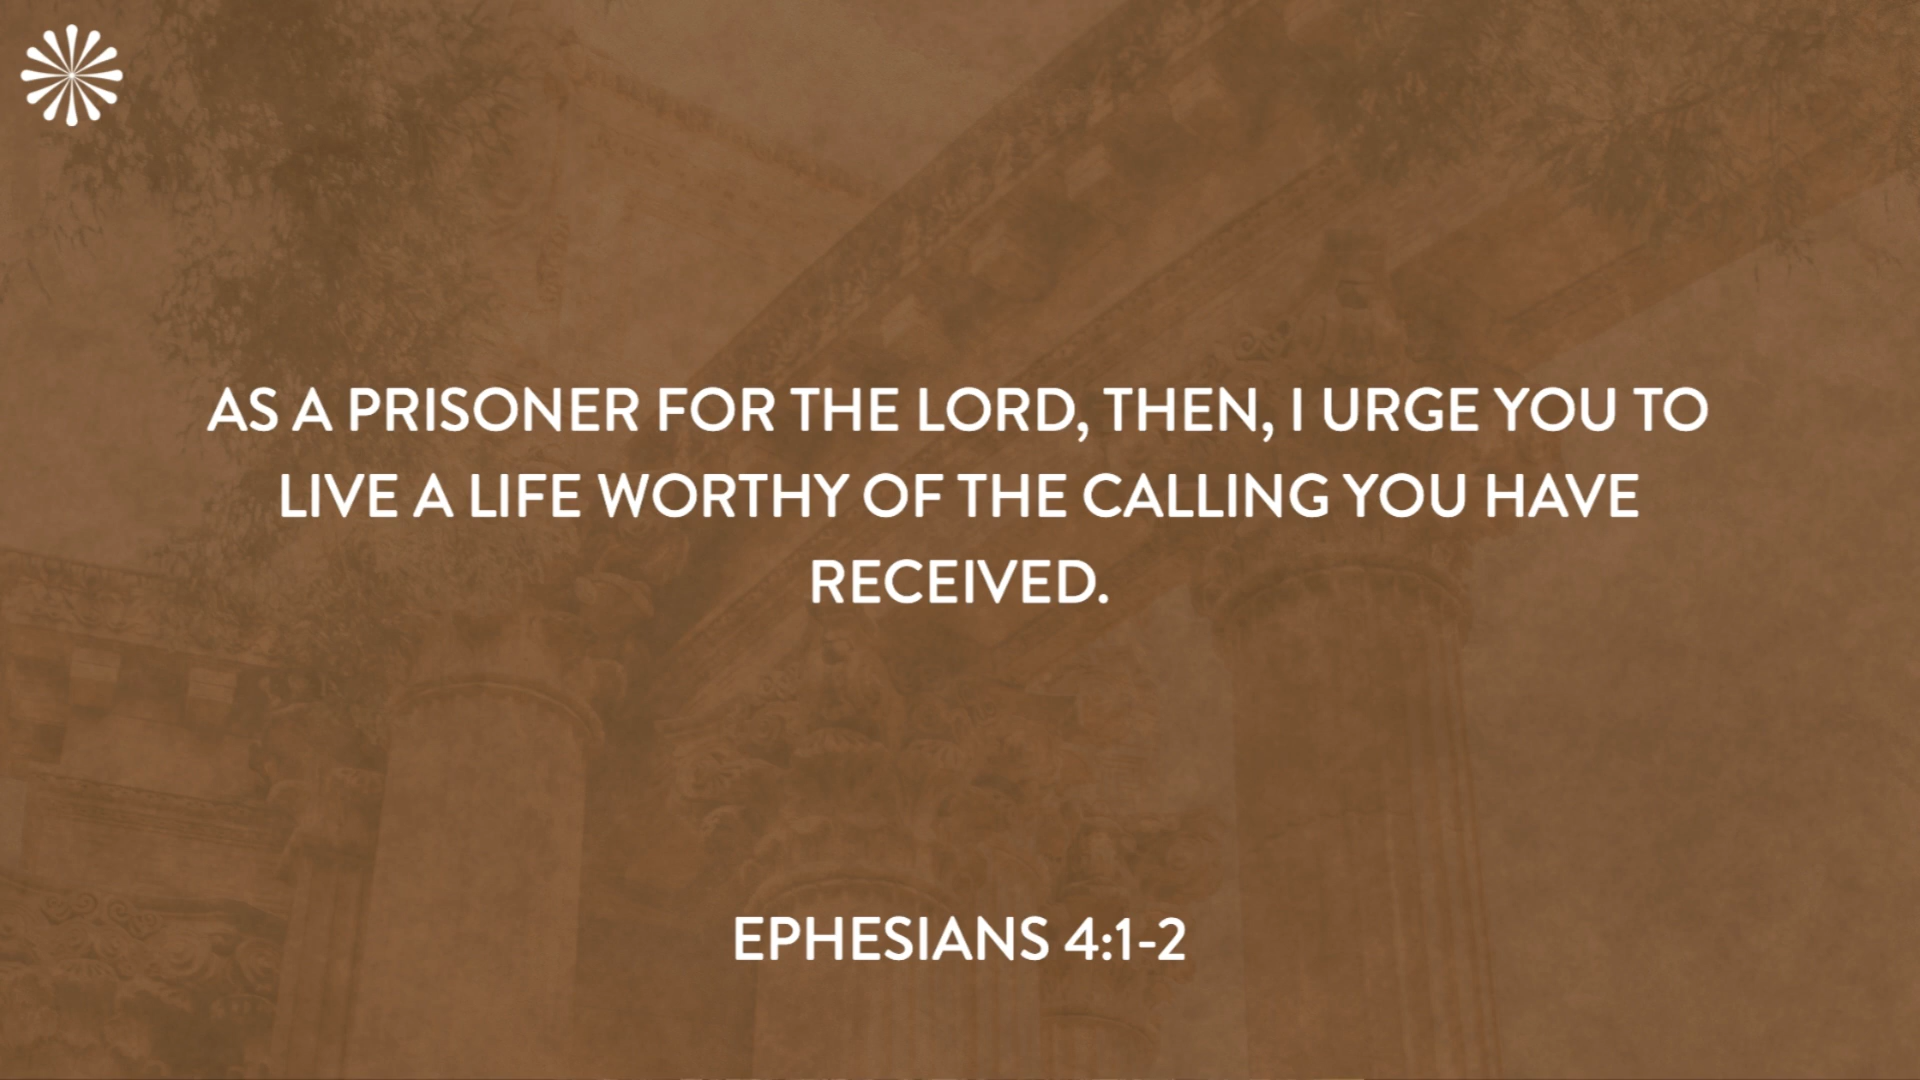 AS A PRISONER FOR THE LORD, THEN, I URGE YOU TO
LIVE A LIFE WORTHY OF THE CALLING YOU HAVE
RECEIVED.
EPHESIANS 4:1-2